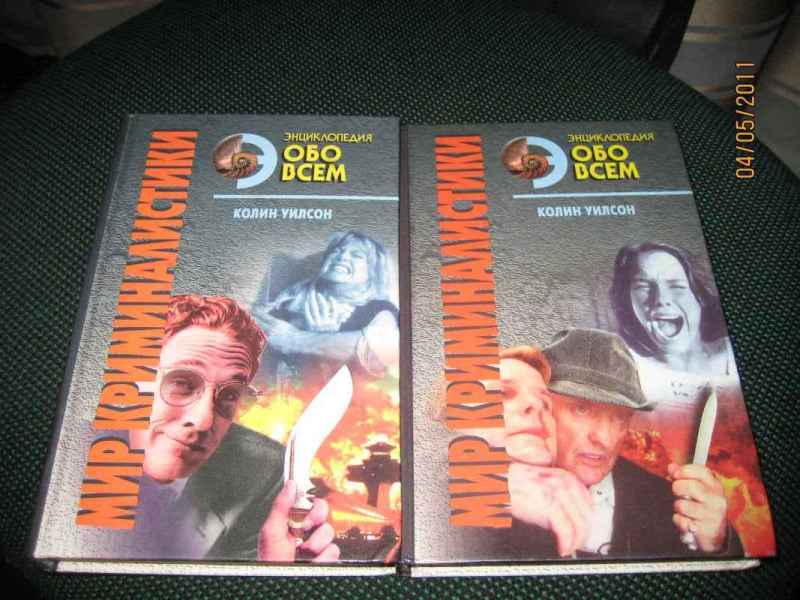 МИР КРИМИНАЛИСТИКИ
Э
ЭНЦИКЛОПЕДИЯ
ОБО
ВСЕМ
КОЛИН УИЛСОН
МИР КРИМИНАЛИСТИКИ
Э
ЭНЦИКЛОПЕДИЯ
ОБО
ВСЕМ
КОЛИН УИЛСОН
04/05/2011